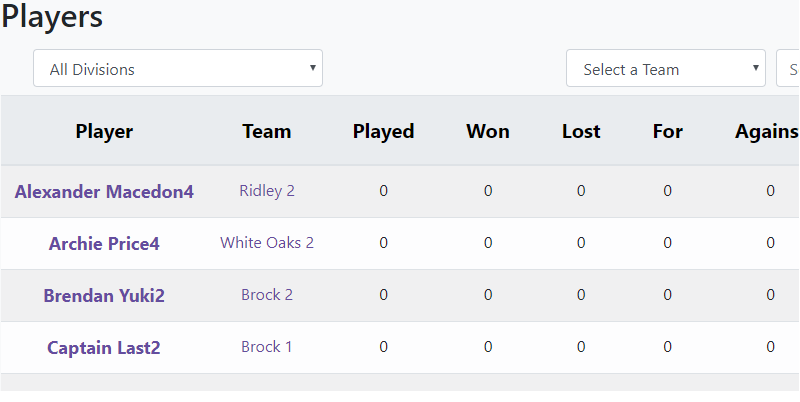 Players
All Divisions Select a Team S
Player Team Played Won Lost For Agains
Alexander Macedon4 Ridley 2 0 0 0 0 0
Archie Price4 White Oaks 2 0 0 0 0 0
Brendan Yuki2 Brock 2 0 0 0 0 0
Captain Last2 Brock 1 0 0 0 0 0